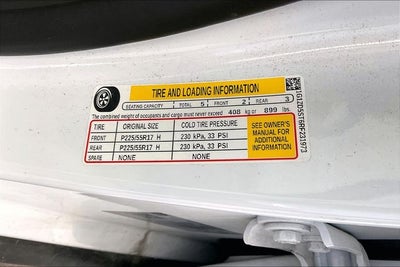 TIRE AND LOADING INFORMATION
SEATING CAPACITY TOTAL 5 FRONT 2 REAR 3
The combined weight of occupants and cargo must never exceed 408 kg or 899 lbs.
TIRE ORIGINAL SIZE COLD TIRE PRESSURE
FRONT P225/55R17 H 230 kPa, 33 PSI
REAR P225/55R17 H 230 kPa, 33 PSI
SPARE NONE NONE
SEE OWNER'S
MANUAL FOR
ADDITIONAL
INFORMATION